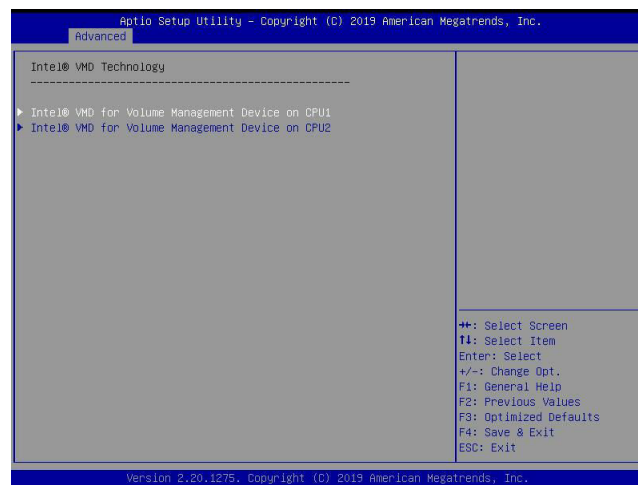 Aptio Setup Utility – Copyright (C) 2019 American Megatrends, Inc.
Advanced
Intel® VMD Technology
--------------------------------------------------
Intel® VMD for Volume Management Device on CPU1
Intel® VMD for Volume Management Device on CPU2
→←: Select Screen
↑↓: Select Item
Enter: Select
+/-: Change Opt.
F1: General Help
F2: Previous Values
F3: Optimized Defaults
F4: Save & Exit
ESC: Exit
Version 2.20.1275. Copyright (C) 2019 American Megatrends, Inc.